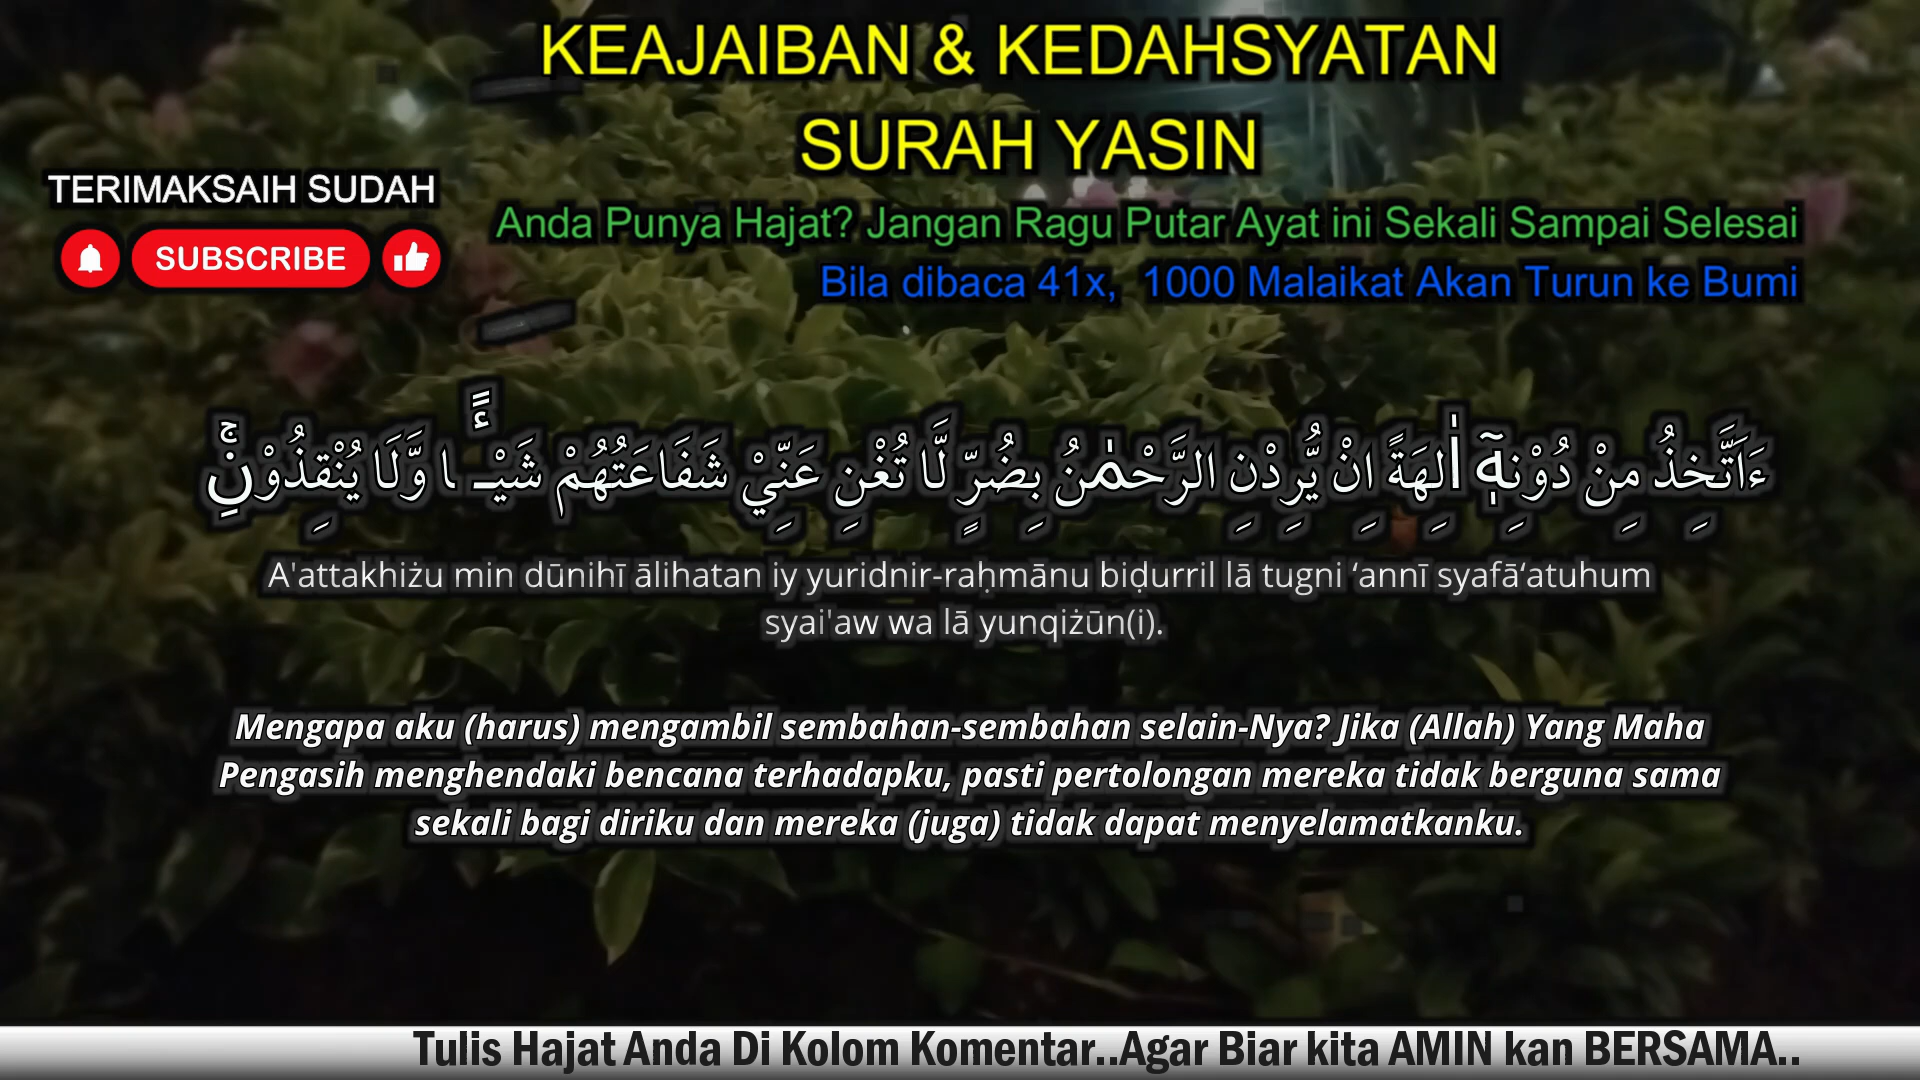 KEAJAIBAN & KEDAHSYATAN
SURAH YASIN
TERIMAKSAIH SUDAH
SUBSCRIBE
Anda Punya Hajat? Jangan Ragu Putar Ayat ini Sekali Sampai Selesai
Bila dibaca 41x, 1000 Malaikat Akan Turun ke Bumi
ءَاَتَّخِذُ مِنْ دُوْنِهٖٓ اٰلِهَةً اِنْ يُّرِدْنِ الرَّحْمٰنُ بِضُرٍّ لَّا تُغْنِ عَنِّيْ شَفَاعَتُهُمْ شَيْـًٔا وَّلَا يُنْقِذُوْنِۚ
A'attakhiżu min dūnihī ālihatan iy yuridnir-raḥmānu biḍurril lā tugni ‘annī syafā‘atuhum
syai'aw wa lā yunqiżūn(i).
Mengapa aku (harus) mengambil sembahan-sembahan selain-Nya? Jika (Allah) Yang Maha
Pengasih menghendaki bencana terhadapku, pasti pertolongan mereka tidak berguna sama
sekali bagi diriku dan mereka (juga) tidak dapat menyelamatkanku.
Tulis Hajat Anda Di Kolom Komentar..Agar Biar kita AMIN kan BERSAMA..